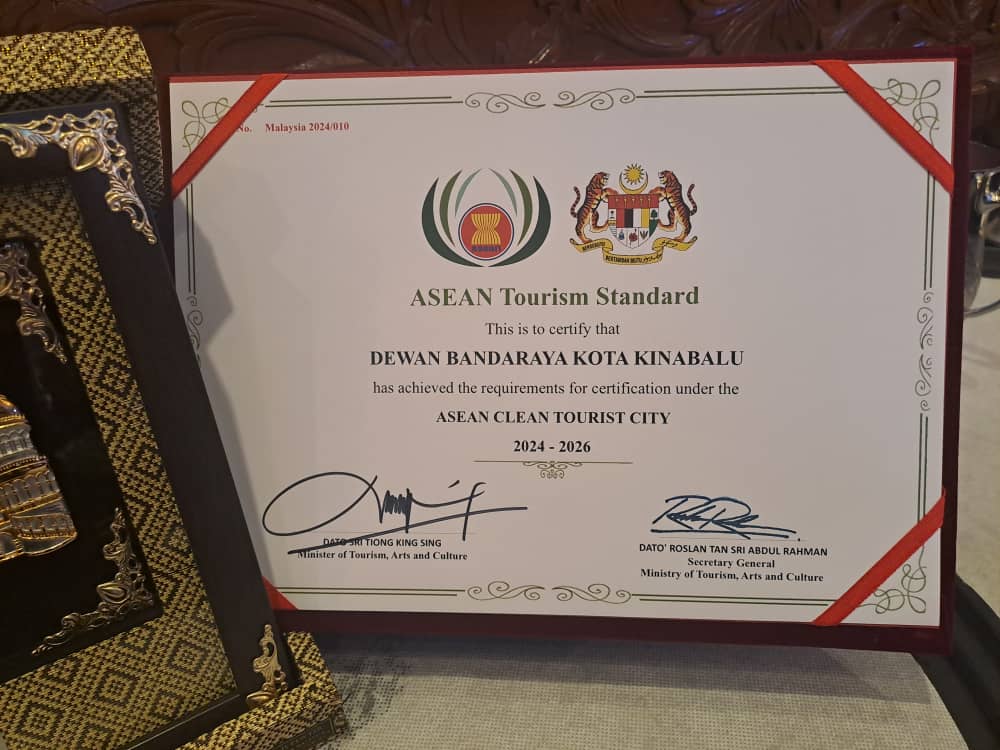 No. Malaysia 2024/010
asean
BERTAMBAH MUTU
ASEAN Tourism Standard
This is to certify that
DEWAN BANDARAYA KOTA KINABALU
has achieved the requirements for certification under the
ASEAN CLEAN TOURIST CITY
2024 - 2026
DATO SRI TIONG KING SING
Minister of Tourism, Arts and Culture
DATO' ROSLAN TAN SRI ABDUL RAHMAN
Secretary General
Ministry of Tourism, Arts and Culture